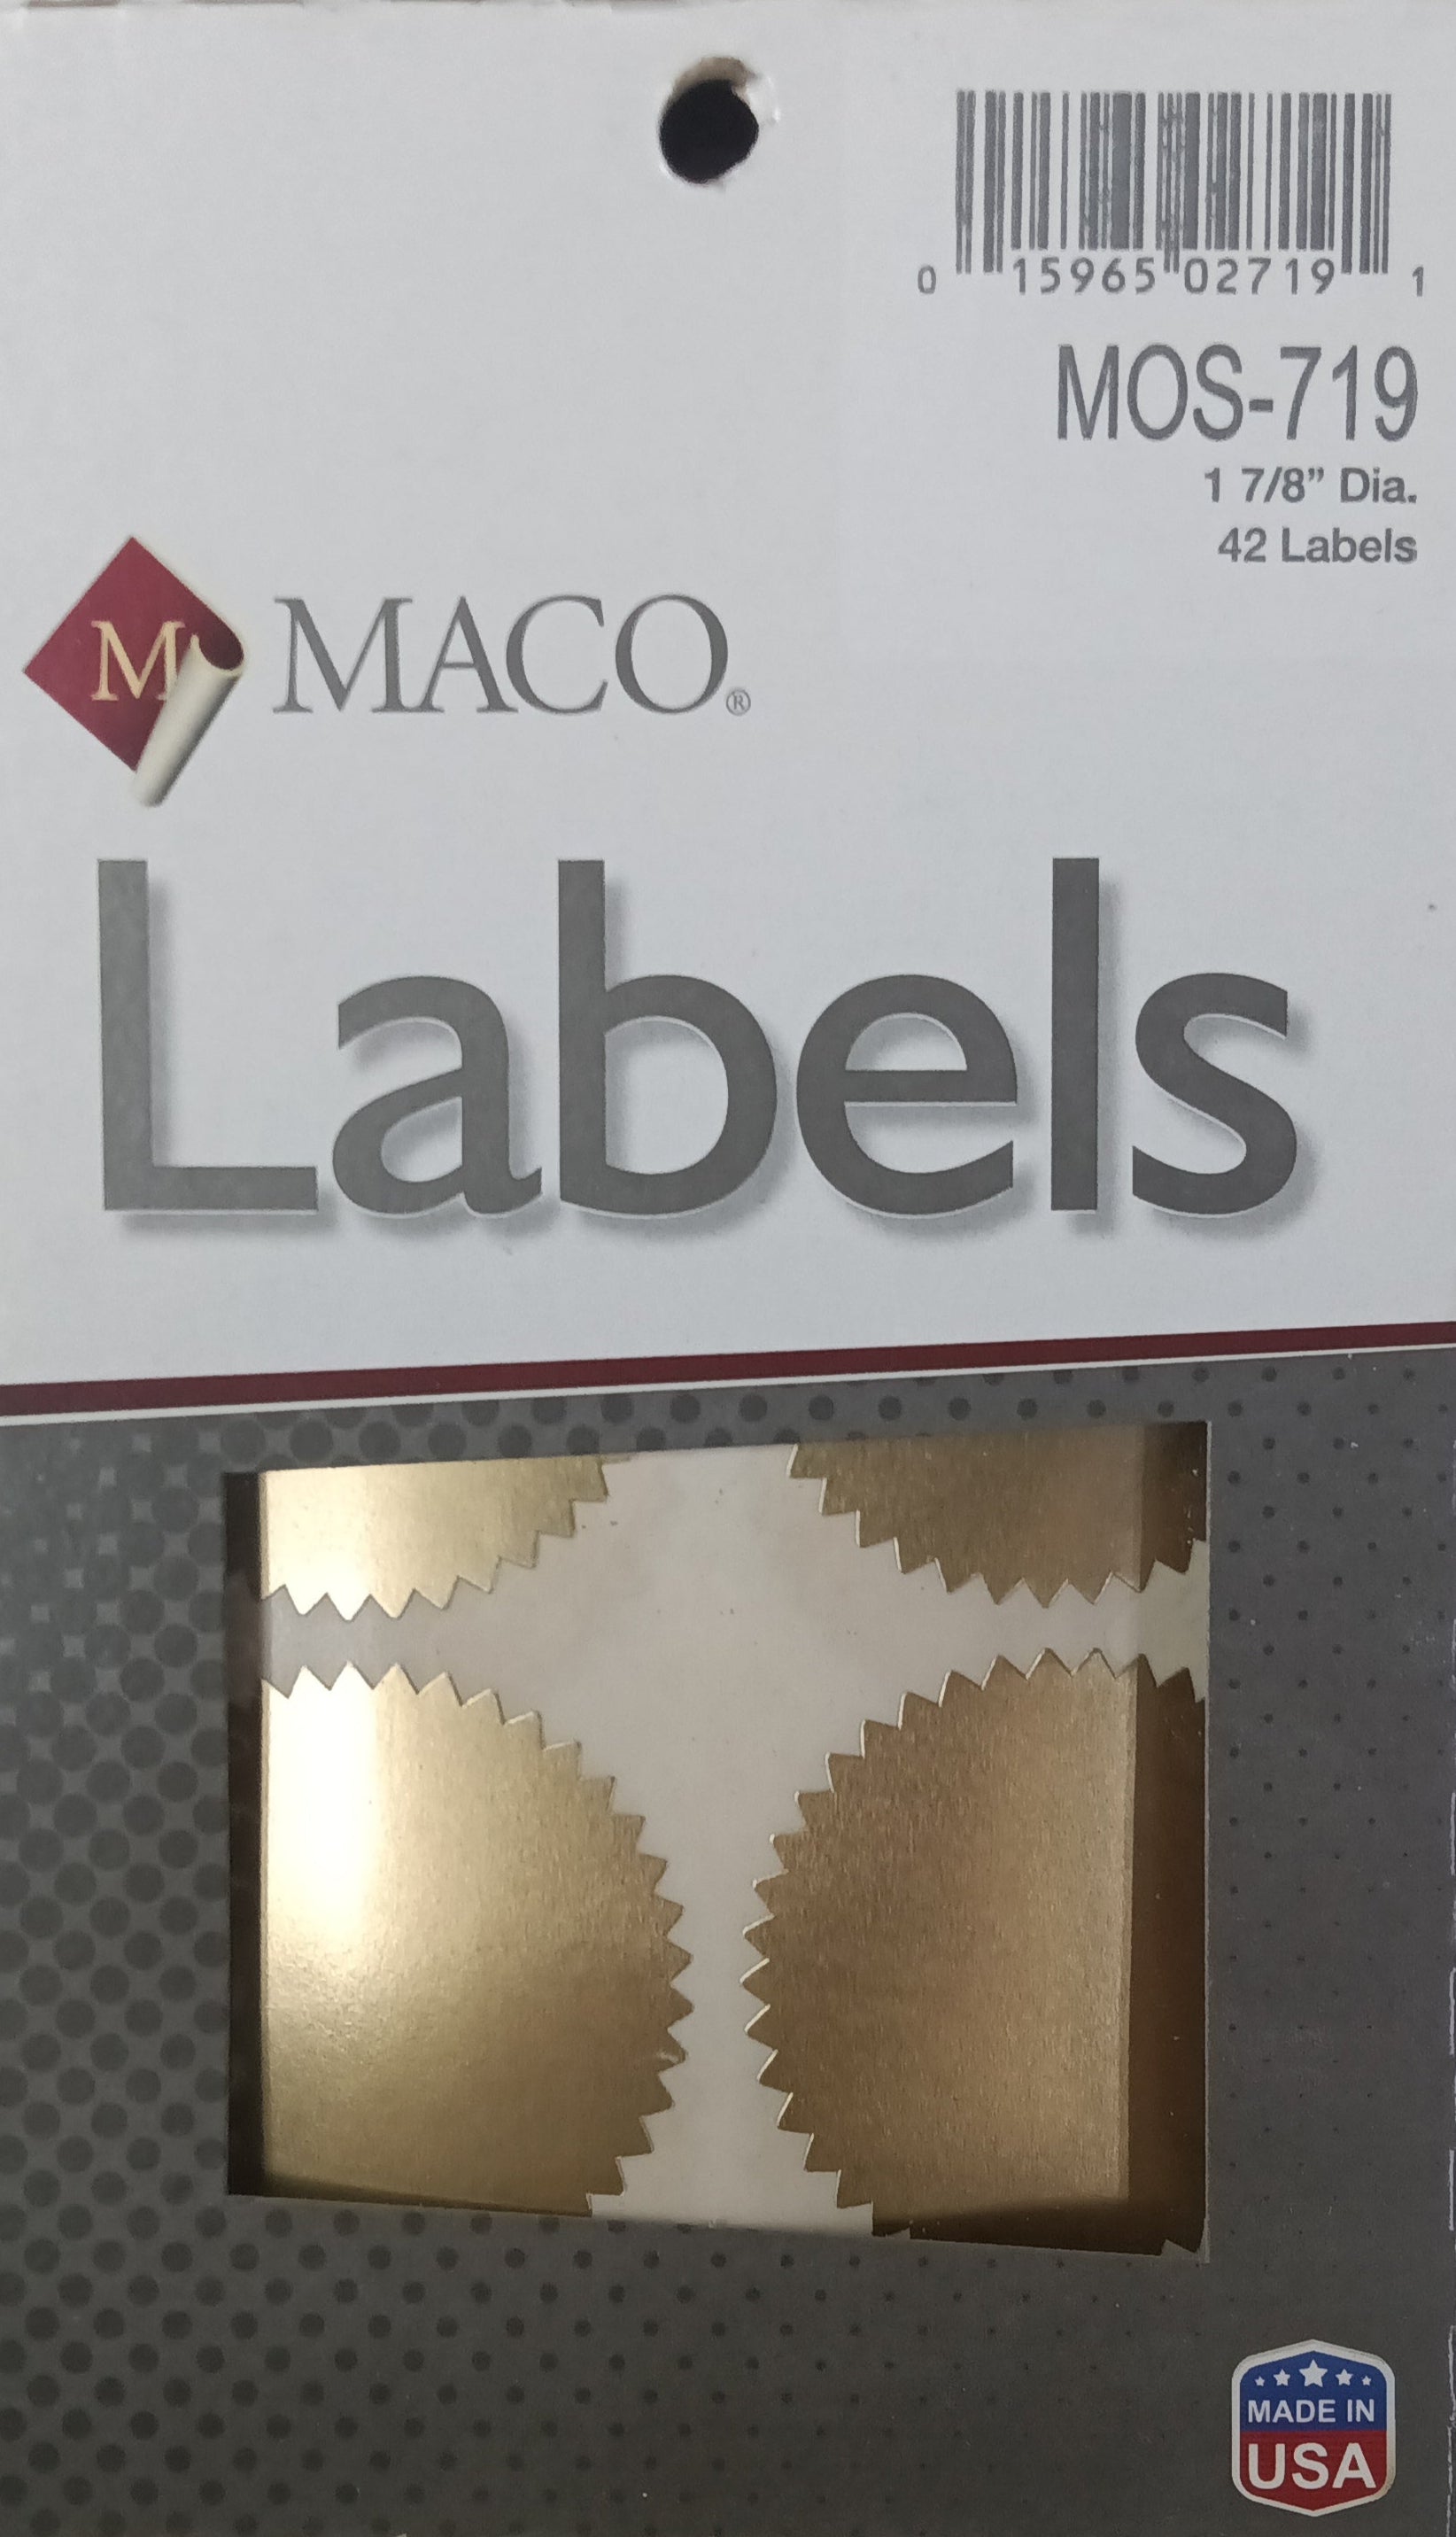 0 15965 02719 1
MOS-719
1 7/8” Dia.
42 Labels
M MACO®
Labels
MADE IN
USA